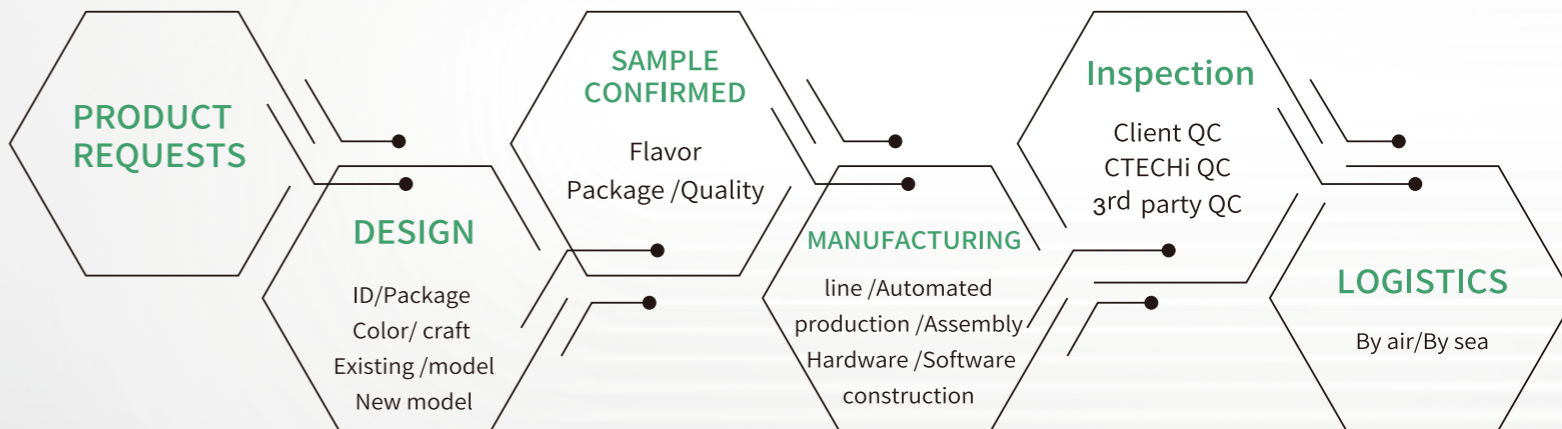 PRODUCT
REQUESTS
DESIGN
ID/Package
Color/ craft
Existing /model
New model
SAMPLE
CONFIRMED
Flavor
Package /Quality
MANUFACTURING
line /Automated
production /Assembly
Hardware /Software
construction
Inspection
Client QC
CTECHi QC
3rd party QC
LOGISTICS
By air/By sea